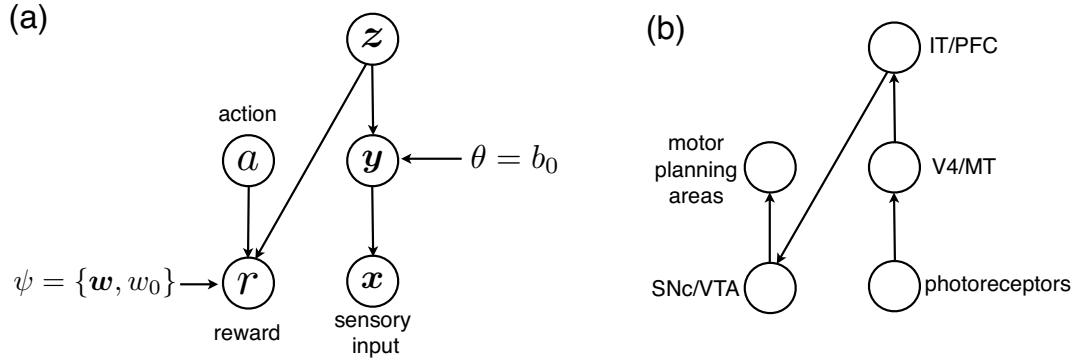 (a)
z
action
a
y
θ = b₀
ψ = {w, w₀}
r
x
reward
sensory
input
(b)
IT/PFC
motor
planning
areas
V4/MT
SNc/VTA
photoreceptors